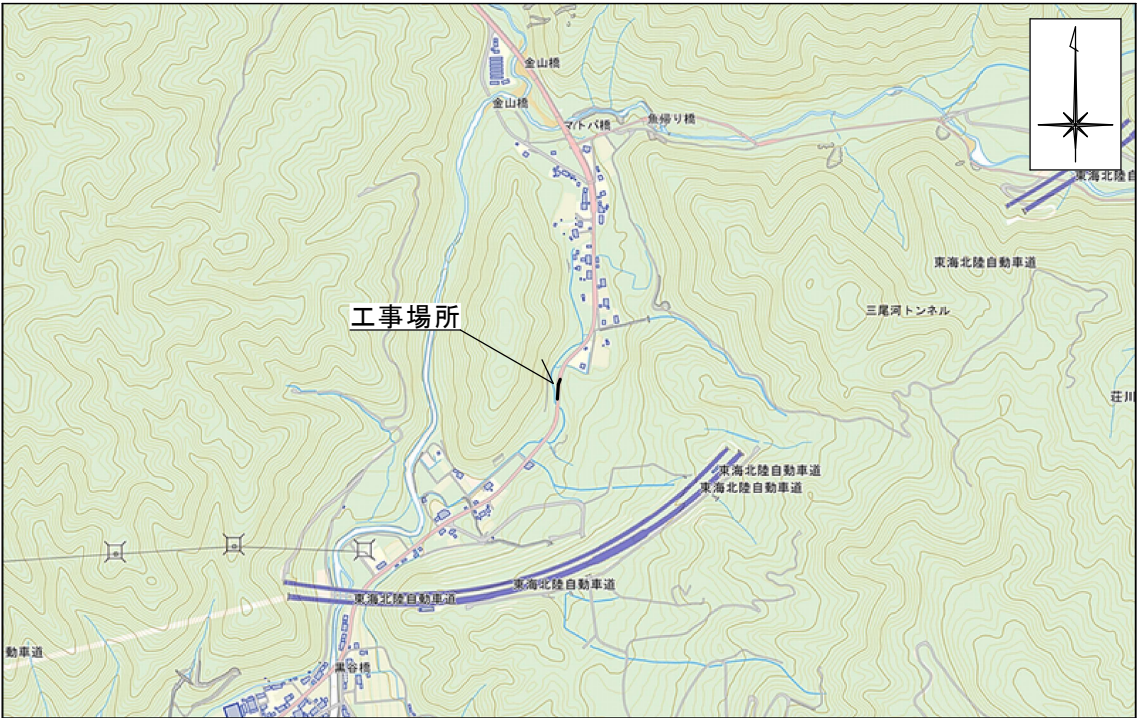 金山橋
金山橋
マトバ橋
魚帰り橋
東海北陸自
東海北陸自動車道
三尾河トンネル
工事場所
荘川
東海北陸自動車道
東海北陸自動車道
東海北陸自動車道
東海北陸自動車道
動車道
黒谷橋